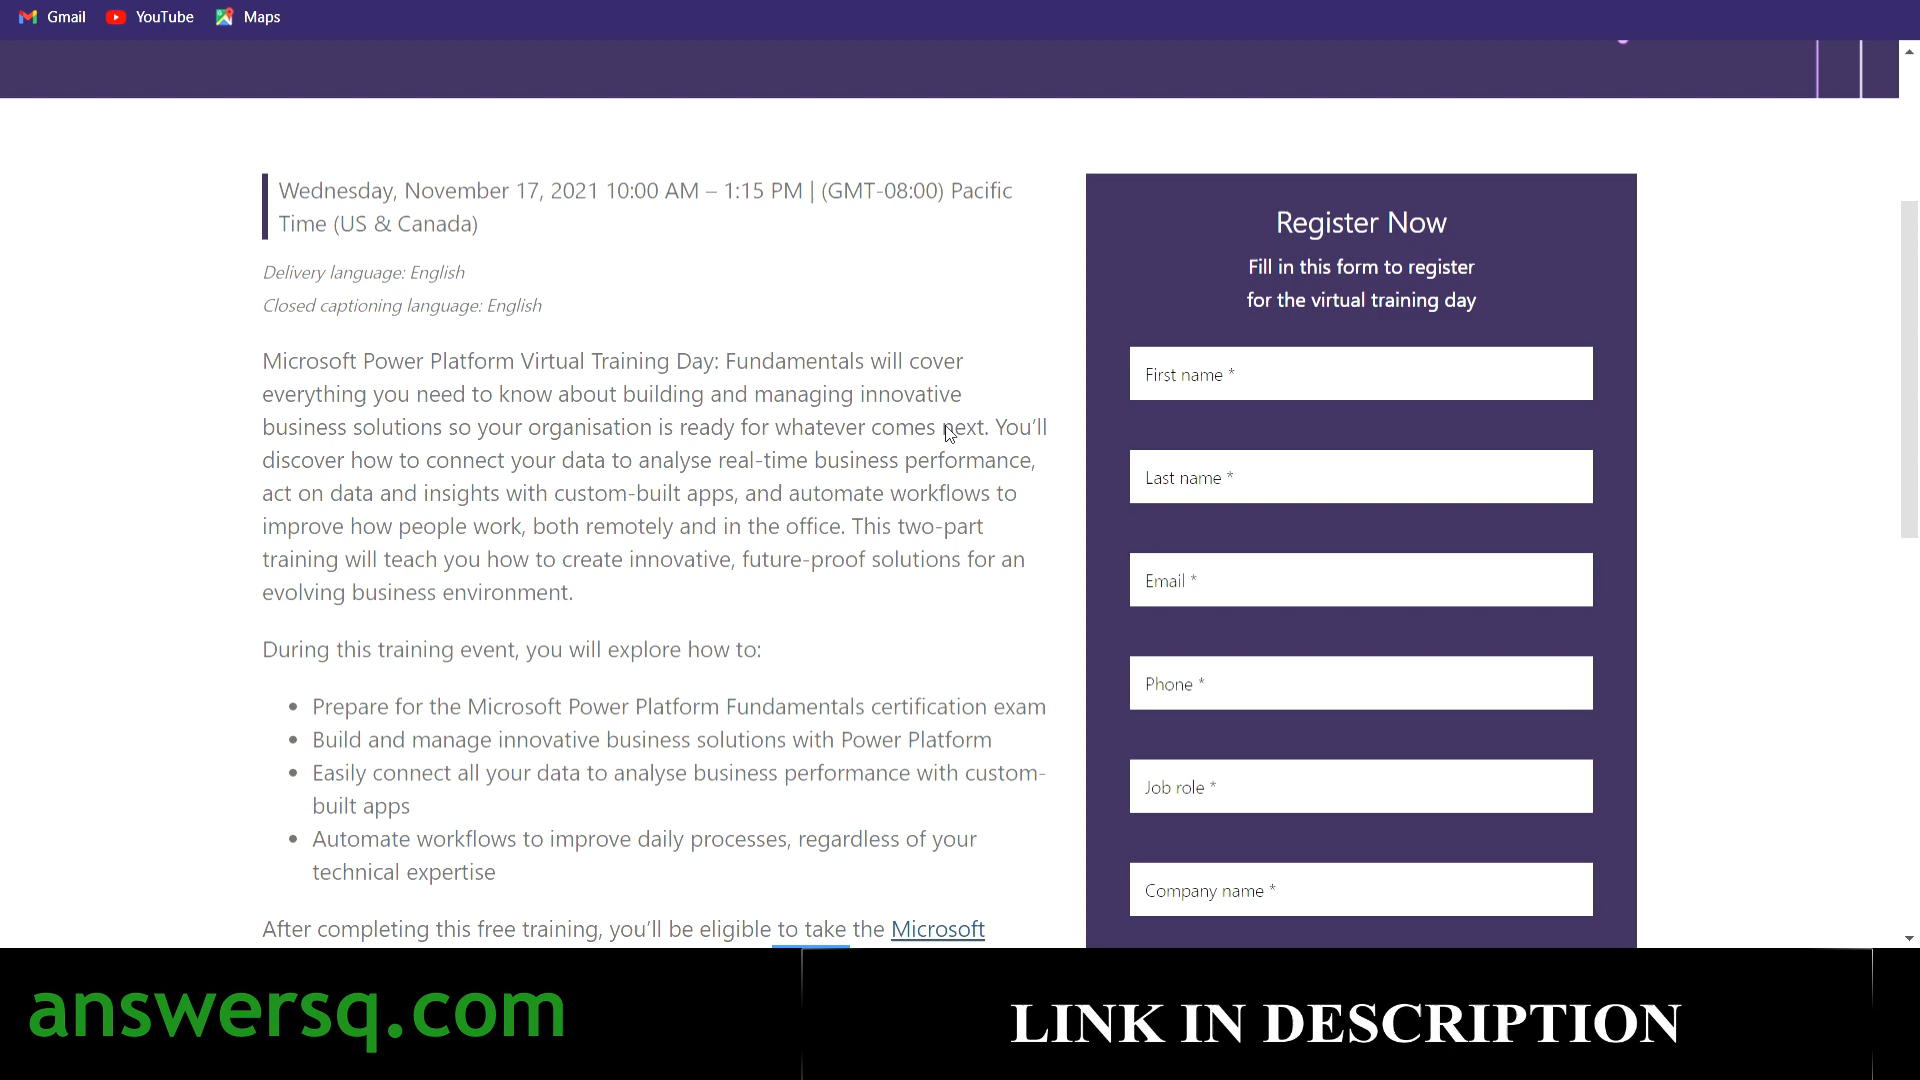 Gmail YouTube Maps
Wednesday, November 17, 2021 10:00 AM – 1:15 PM | (GMT-08:00) Pacific
Time (US & Canada)
Delivery language: English
Closed captioning language: English
Microsoft Power Platform Virtual Training Day: Fundamentals will cover
everything you need to know about building and managing innovative
business solutions so your organisation is ready for whatever comes next. You'll
discover how to connect your data to analyse real-time business performance,
act on data and insights with custom-built apps, and automate workflows to
improve how people work, both remotely and in the office. This two-part
training will teach you how to create innovative, future-proof solutions for an
evolving business environment.
During this training event, you will explore how to:
• Prepare for the Microsoft Power Platform Fundamentals certification exam
• Build and manage innovative business solutions with Power Platform
• Easily connect all your data to analyse business performance with custom-
built apps
• Automate workflows to improve daily processes, regardless of your
technical expertise
After completing this free training, you'll be eligible to take the Microsoft
Register Now
Fill in this form to register
for the virtual training day
First name *
Last name *
Email *
Phone *
Job role *
Company name *
answersq.com
LINK IN DESCRIPTION